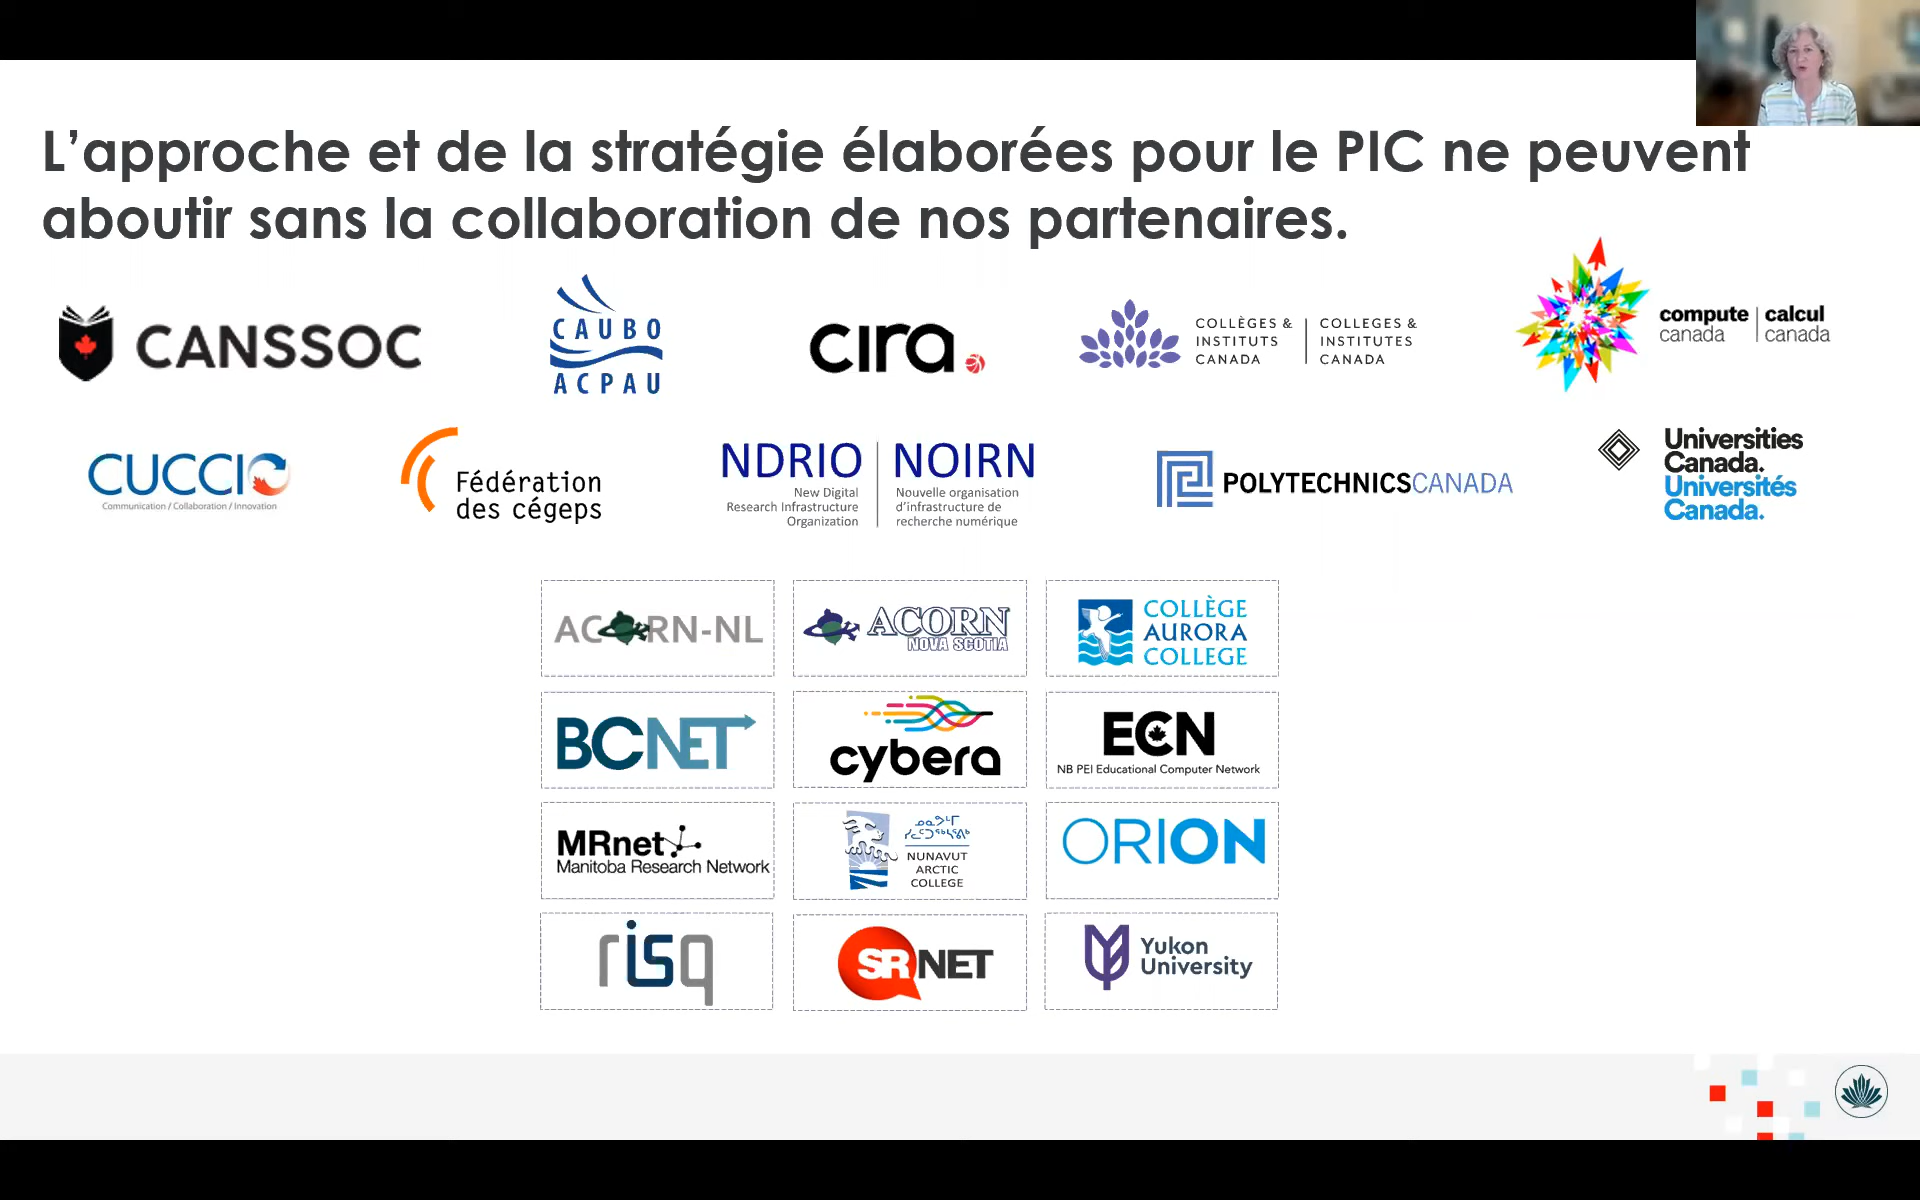 L’approche et de la stratégie élaborées pour le PIC ne peuvent
aboutir sans la collaboration de nos partenaires.
CANSSOC
CAUBO
ACPAU
cira
COLLÈGES &
INSTITUTS
CANADA
COLLEGES &
INSTITUTES
CANADA
compute
canada
calcul
canada
CUCCIO
Communication / Collaboration / Innovation
Fédération
des cégeps
NDRIO
New Digital
Research Infrastructure
Organization
NOIRN
Nouvelle organisation
d’infrastructure de
recherche numérique
POLYTECHNICSCANADA
Universities
Canada.
Universités
Canada.
ACORN-NL
ACORN
NOVA SCOTIA
COLLÈGE
AURORA
COLLEGE
BCNET
cybera
ECN
NB PEI Educational Computer Network
MRnet
Manitoba Research Network
NUNAVUT
ARCTIC
COLLEGE
ORION
risq
SRNET
Yukon
University